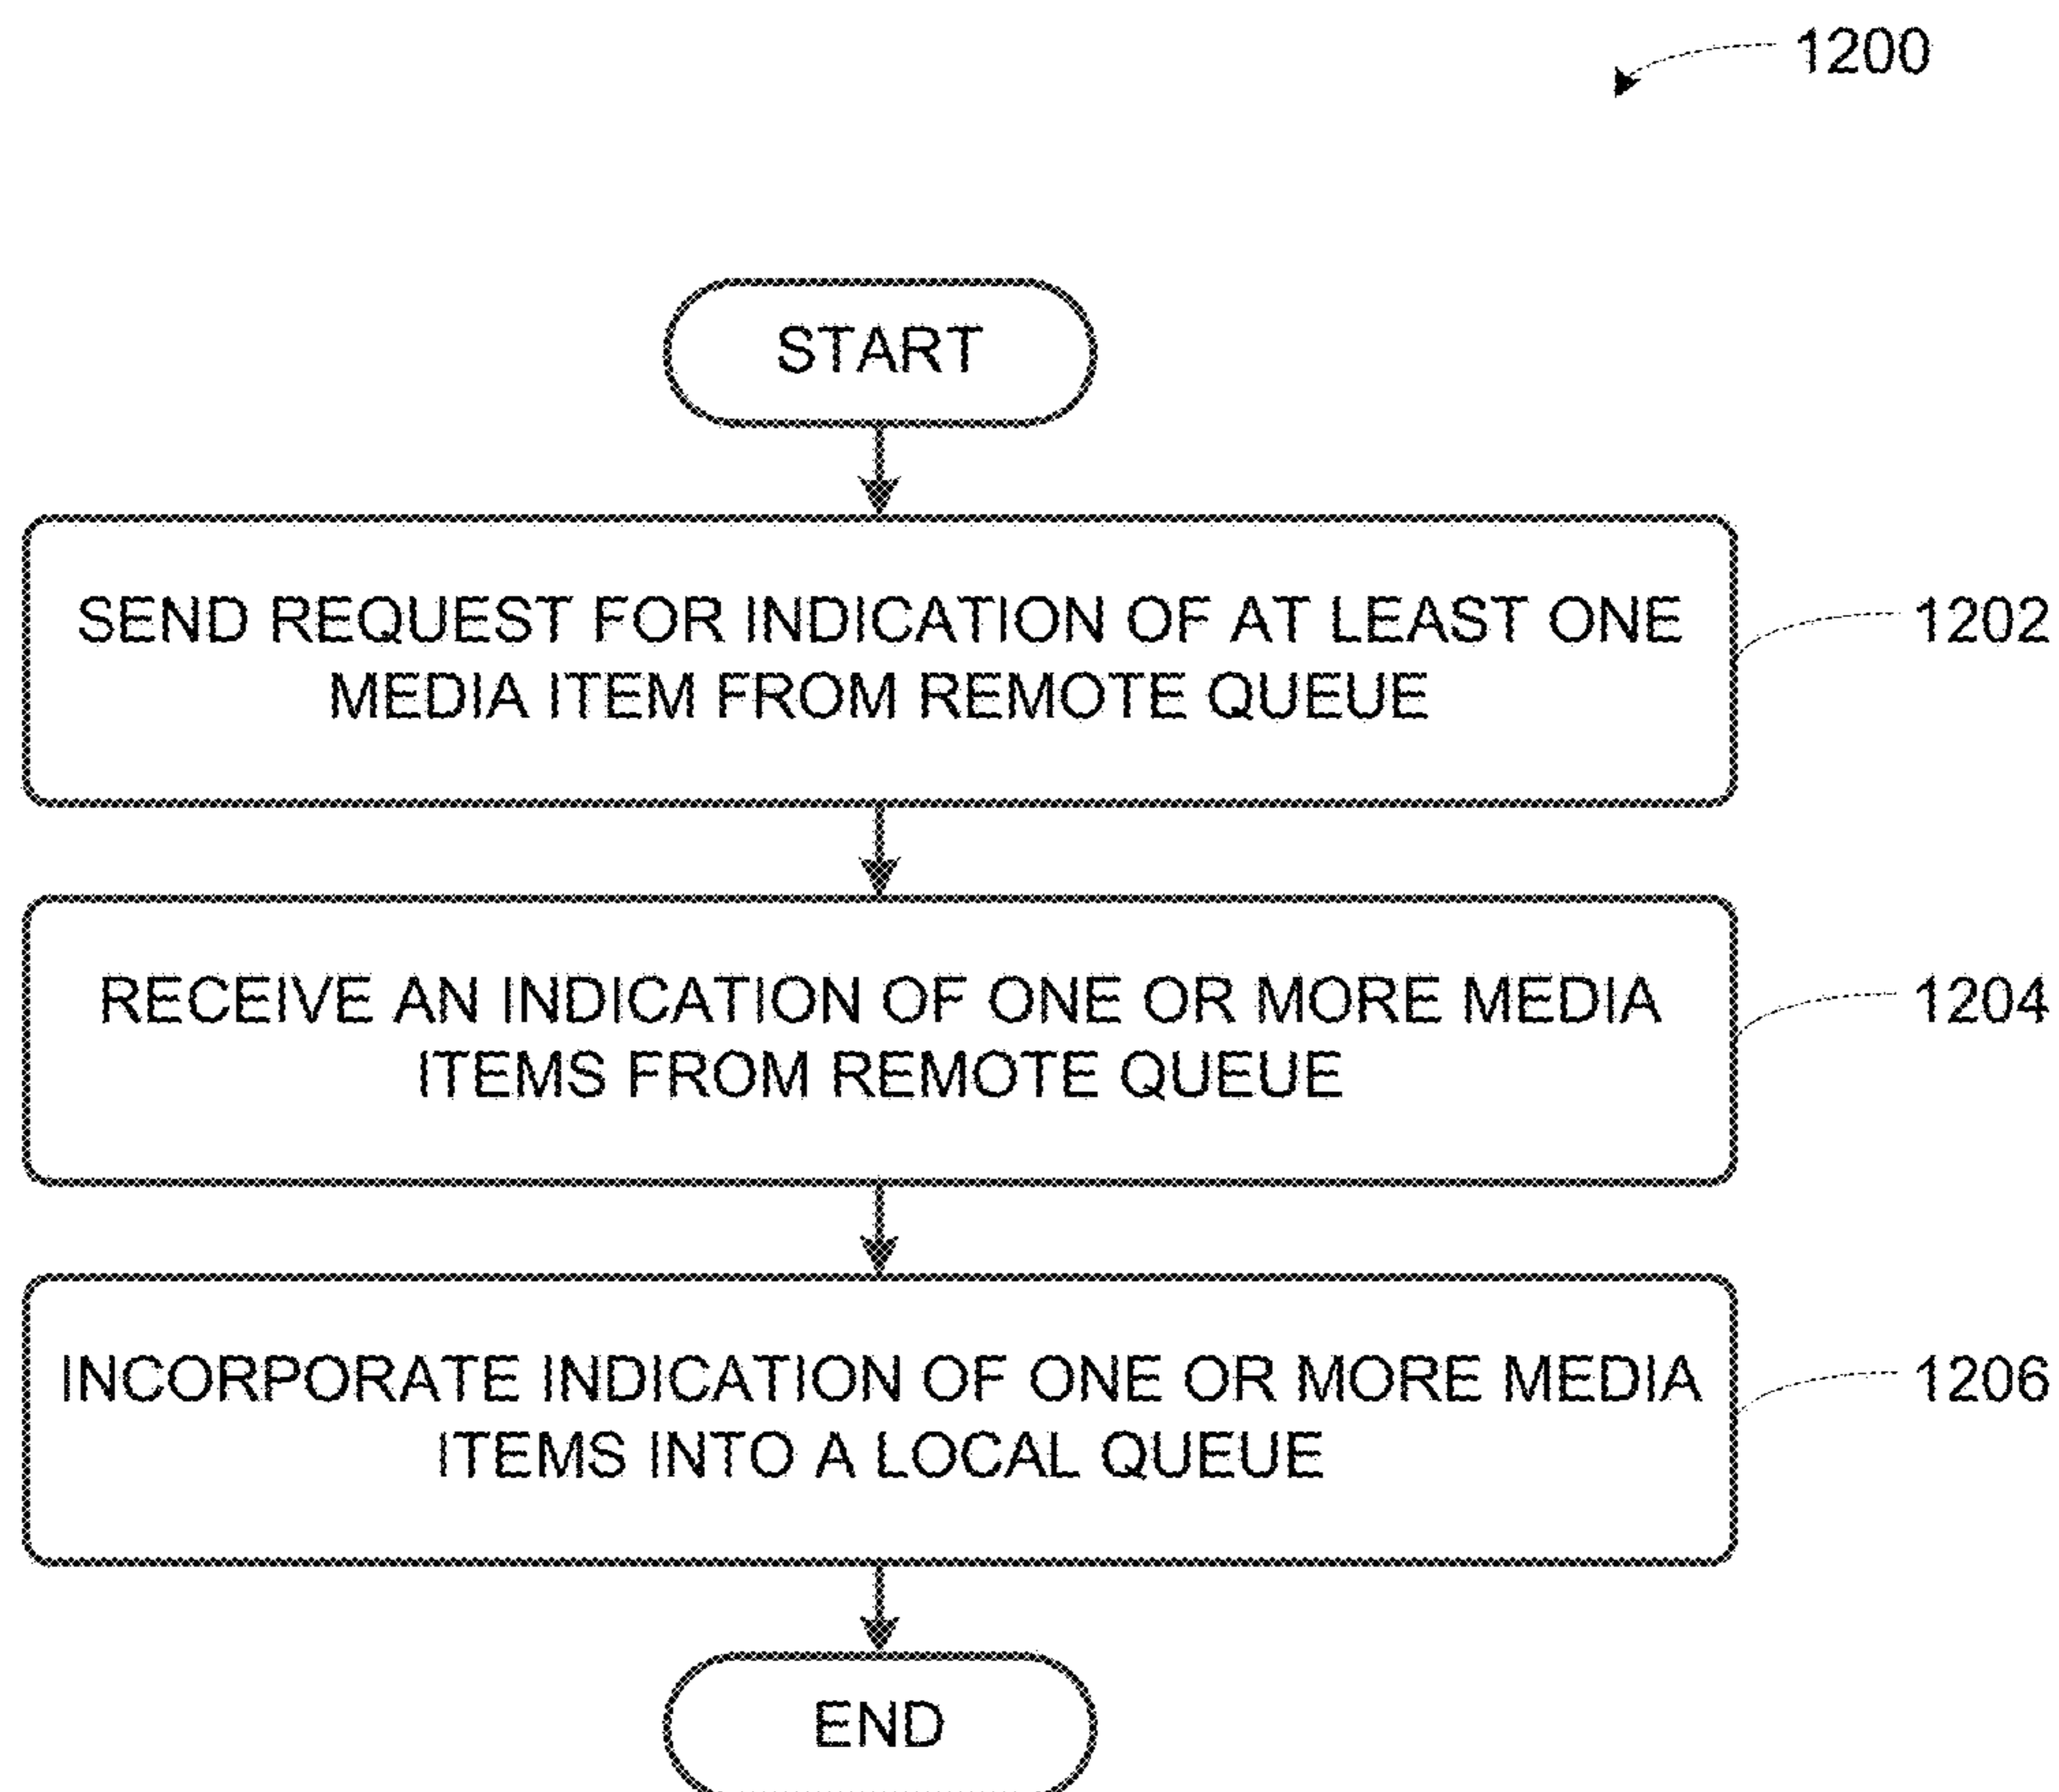 1200
START
SEND REQUEST FOR INDICATION OF AT LEAST ONE
MEDIA ITEM FROM REMOTE QUEUE
1202
RECEIVE AN INDICATION OF ONE OR MORE MEDIA
ITEMS FROM REMOTE QUEUE
1204
INCORPORATE INDICATION OF ONE OR MORE MEDIA
ITEMS INTO A LOCAL QUEUE
1206
END